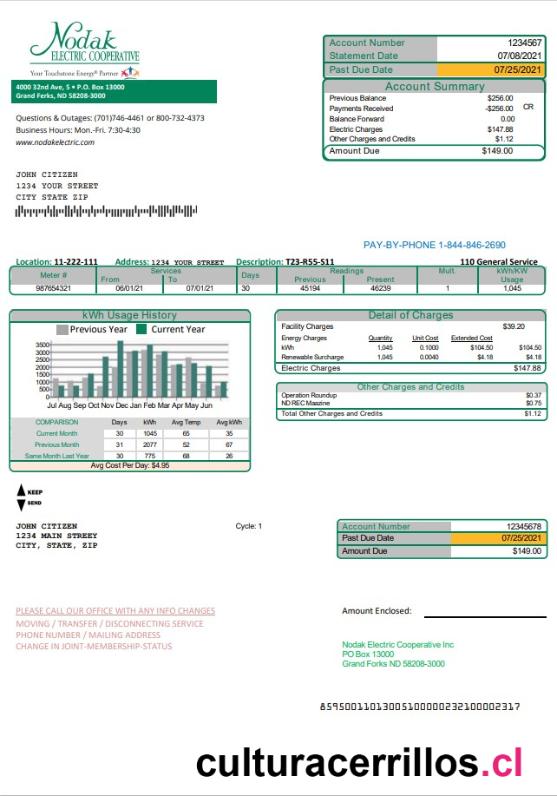 Nodak
ELECTRIC COOPERATIVE
Your Touchstone Energy® Partner
4000 32nd Ave, S • P.O. Box 13000
Grand Forks, ND 58208-3000
Questions & Outages: (701)746-4461 or 800-732-4373
Business Hours: Mon.-Fri. 7:30-4:30
www.nodakelectric.com
Account Number 1234567
Statement Date 07/08/2021
Past Due Date 07/25/2021
Account Summary
Previous Balance $256.00
Payments Received -$256.00 CR
Balance Forward 0.00
Electric Charges $147.88
Other Charges and Credits $1.12
Amount Due $149.00
JOHN CITIZEN
1234 YOUR STREET
CITY STATE ZIP
PAY-BY-PHONE 1-844-846-2690
Location: 11-222-111 Address: 1234 YOUR STREET Description: T23-R55-S11 110 General Service
Meter # Services From To Days Readings Previous Present Mult kWh/KW Usage
987654321 06/01/21 07/01/21 30 45194 46239 1 1,045
kWh Usage History
Previous Year Current Year
3500
3000
2500
2000
1500
1000
500
0
Jul Aug Sep Oct Nov Dec Jan Feb Mar Apr May Jun
COMPARISON Days kWh Avg Temp Avg kWh
Current Month 30 1045 65 35
Previous Month 31 2077 52 67
Same Month Last Year 30 775 68 26
Avg Cost Per Day: $4.95
Detail of Charges
Facility Charges $39.20
Energy Charges Quantity Unit Cost Extended Cost
kWh 1,045 0.1000 $104.50 $104.50
Renewable Surcharge 1,045 0.0040 $4.18 $4.18
Electric Charges $147.88
Other Charges and Credits
Operation Roundup $0.37
ND REC Magazine $0.75
Total Other Charges and Credits $1.12
KEEP
SEND
JOHN CITIZEN
1234 MAIN STREEY
CITY, STATE, ZIP
Cycle: 1
Account Number 12345678
Past Due Date 07/25/2021
Amount Due $149.00
PLEASE CALL OUR OFFICE WITH ANY INFO CHANGES
MOVING / TRANSFER / DISCONNECTING SERVICE
PHONE NUMBER / MAILING ADDRESS
CHANGE IN JOINT-MEMBERSHIP-STATUS
Amount Enclosed:
Nodak Electric Cooperative Inc
PO Box 13000
Grand Forks ND 58208-3000
85950011013005100000232100002317
culturacerrillos.cl